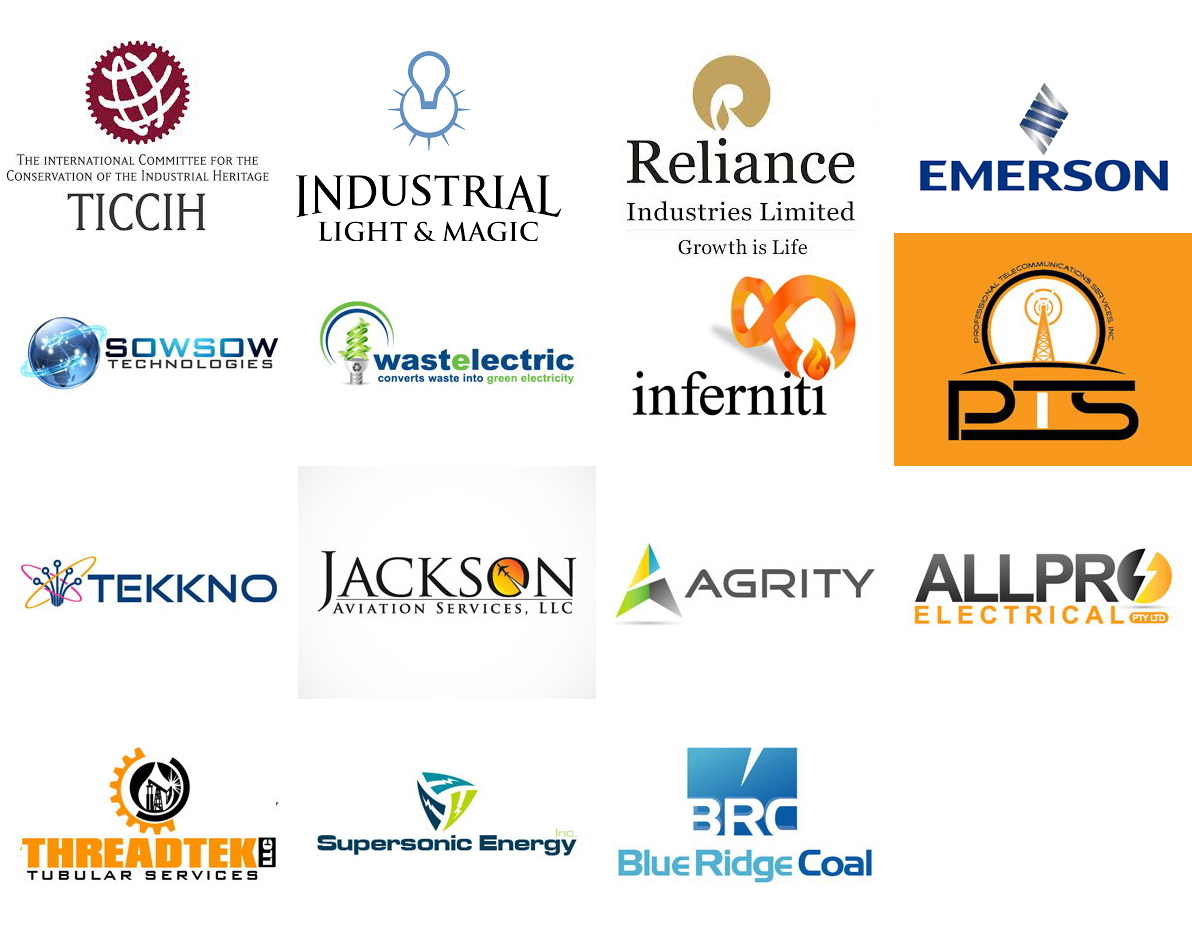 THE INTERNATIONAL COMMITTEE FOR THE
CONSERVATION OF THE INDUSTRIAL HERITAGE
TICCIH
INDUSTRIAL
LIGHT & MAGIC
Reliance
Industries Limited
Growth is Life
EMERSON
SOWSOW
TECHNOLOGIES
wastelectric
converts waste into green electricity
inferniti
PROFESSIONAL TELECOMMUNICATIONS SERVICES, INC
PTS
TEKKNO
JACKSON
AVIATION SERVICES, LLC
AGRITY
ALLPRO
ELECTRICAL PTY LTD
THREADTEK LLC
TUBULAR SERVICES
Supersonic Energy Inc.
BRC
Blue Ridge Coal